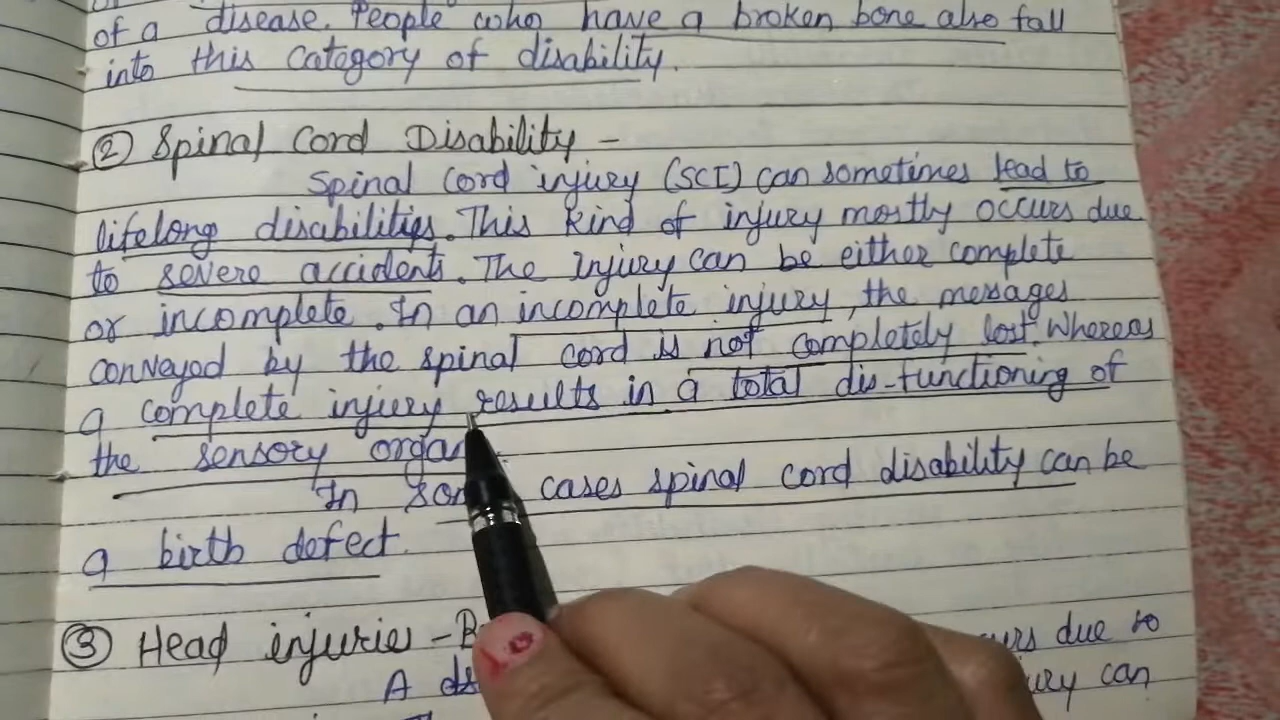 of a disease. People who have a broken bone also fall
into this category of disability.
② Spinal Cord Disability -
Spinal Cord injury (SCI) can sometimes lead to
lifelong disabilities. This kind of injury mostly occurs due
to severe accidents. The injury can be either complete
or incomplete. In an incomplete injury, the messages
conveyed by the spinal cord is not completely lost. Whereas
a complete injury results in a total dis-functioning of
the sensory organ
In cases spinal cord disability can be
a birth defect.
③ Head injuries - due to
A can